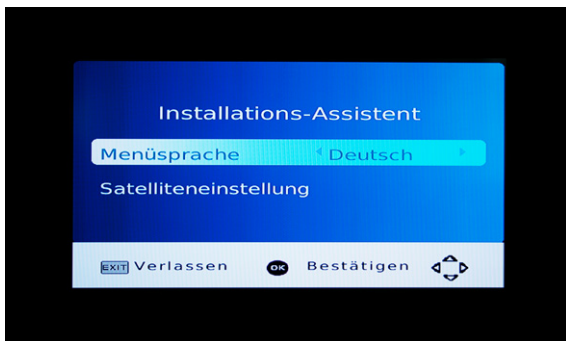 Installations-Assistent
Menüsprache Deutsch
Satelliteneinstellung
EXIT Verlassen OK Bestätigen